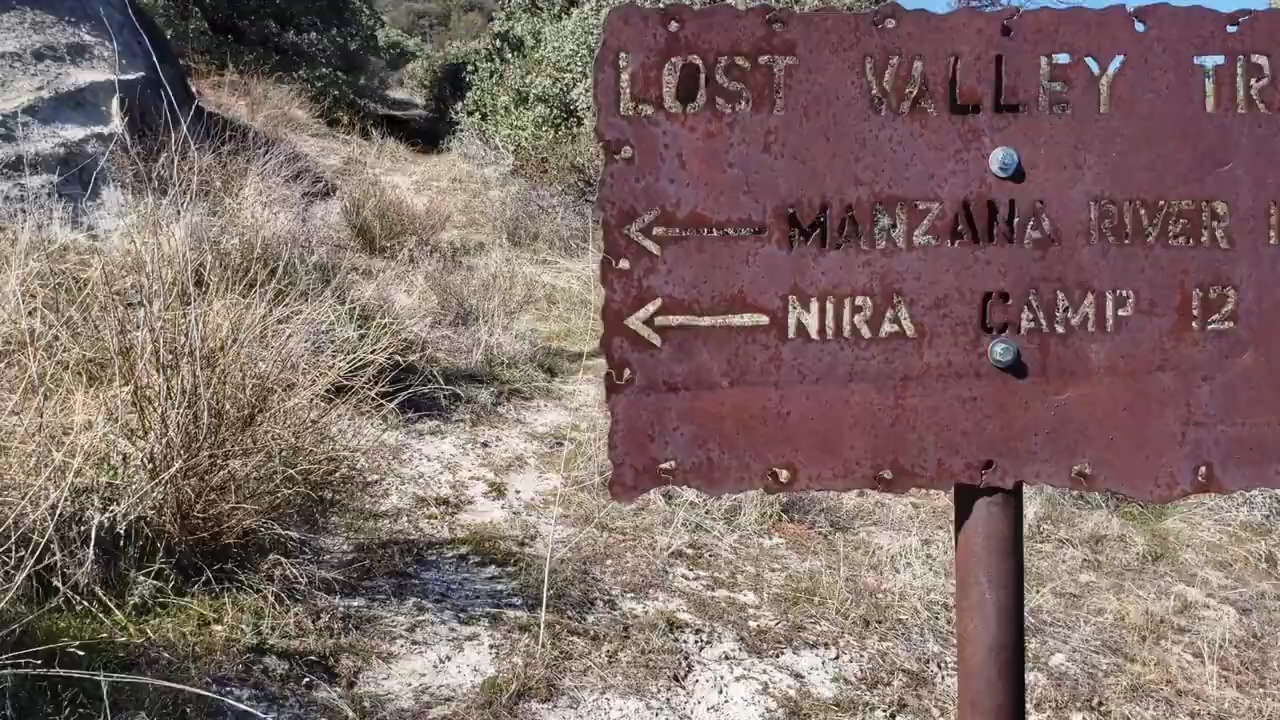 LOST VALLEY TR
← MANZANA RIVER
← NIRA CAMP 12